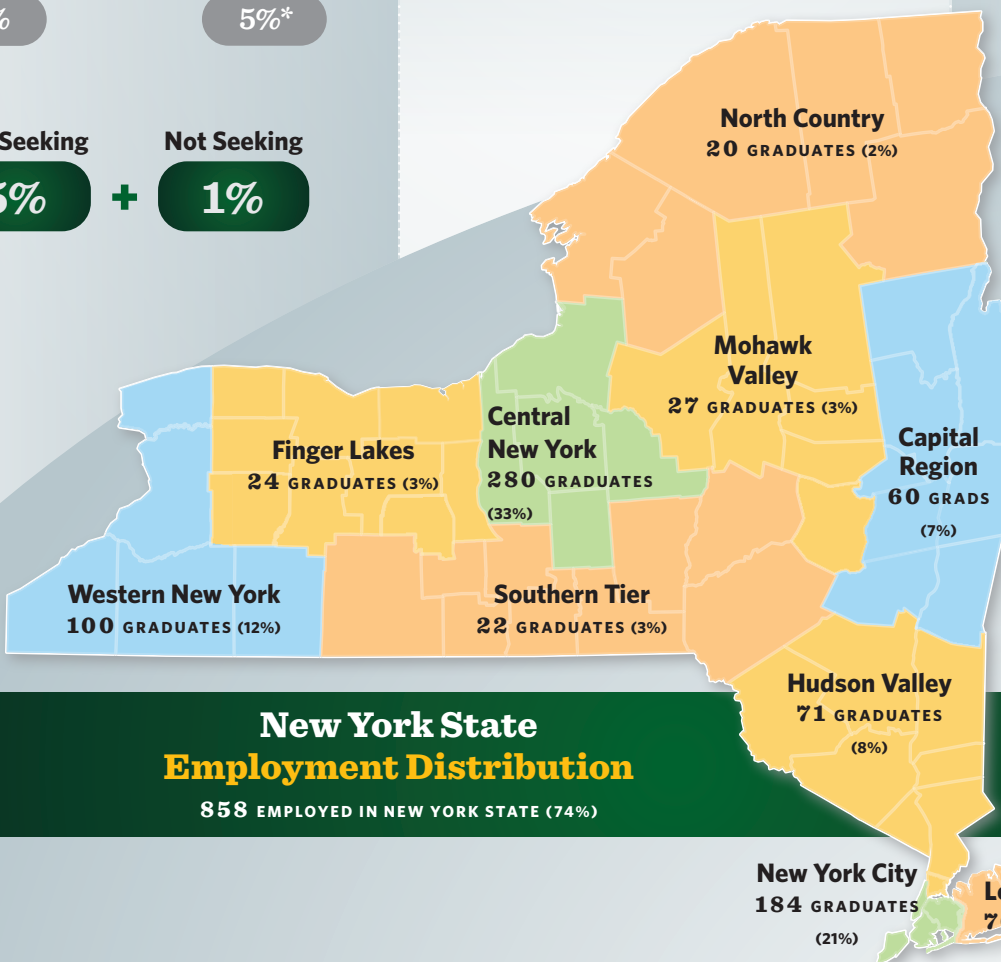 5%*
Seeking
Not Seeking
%
+
1%
North Country
20 GRADUATES (2%)
Mohawk
Valley
27 GRADUATES (3%)
Central
New York
280 GRADUATES
(33%)
Finger Lakes
24 GRADUATES (3%)
Capital
Region
60 GRADS
(7%)
Western New York
100 GRADUATES (12%)
Southern Tier
22 GRADUATES (3%)
Hudson Valley
71 GRADUATES
(8%)
New York State
Employment Distribution
858 EMPLOYED IN NEW YORK STATE (74%)
New York City
184 GRADUATES
(21%)